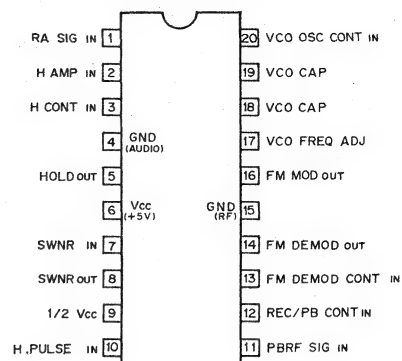 RA SIG IN 1 20 VCO OSC CONT IN
H AMP IN 2 19 VCO CAP
H CONT IN 3 18 VCO CAP
4 GND (AUDIO) 17 VCO FREQ ADJ
HOLD OUT 5 16 FM MOD OUT
6 Vcc (+5V) GND (RF) 15
SWNR IN 7 14 FM DEMOD OUT
SWNR OUT 8 13 FM DEMOD CONT IN
1/2 Vcc 9 12 REC/PB CONT IN
H.PULSE IN 10 11 PBRF SIG IN